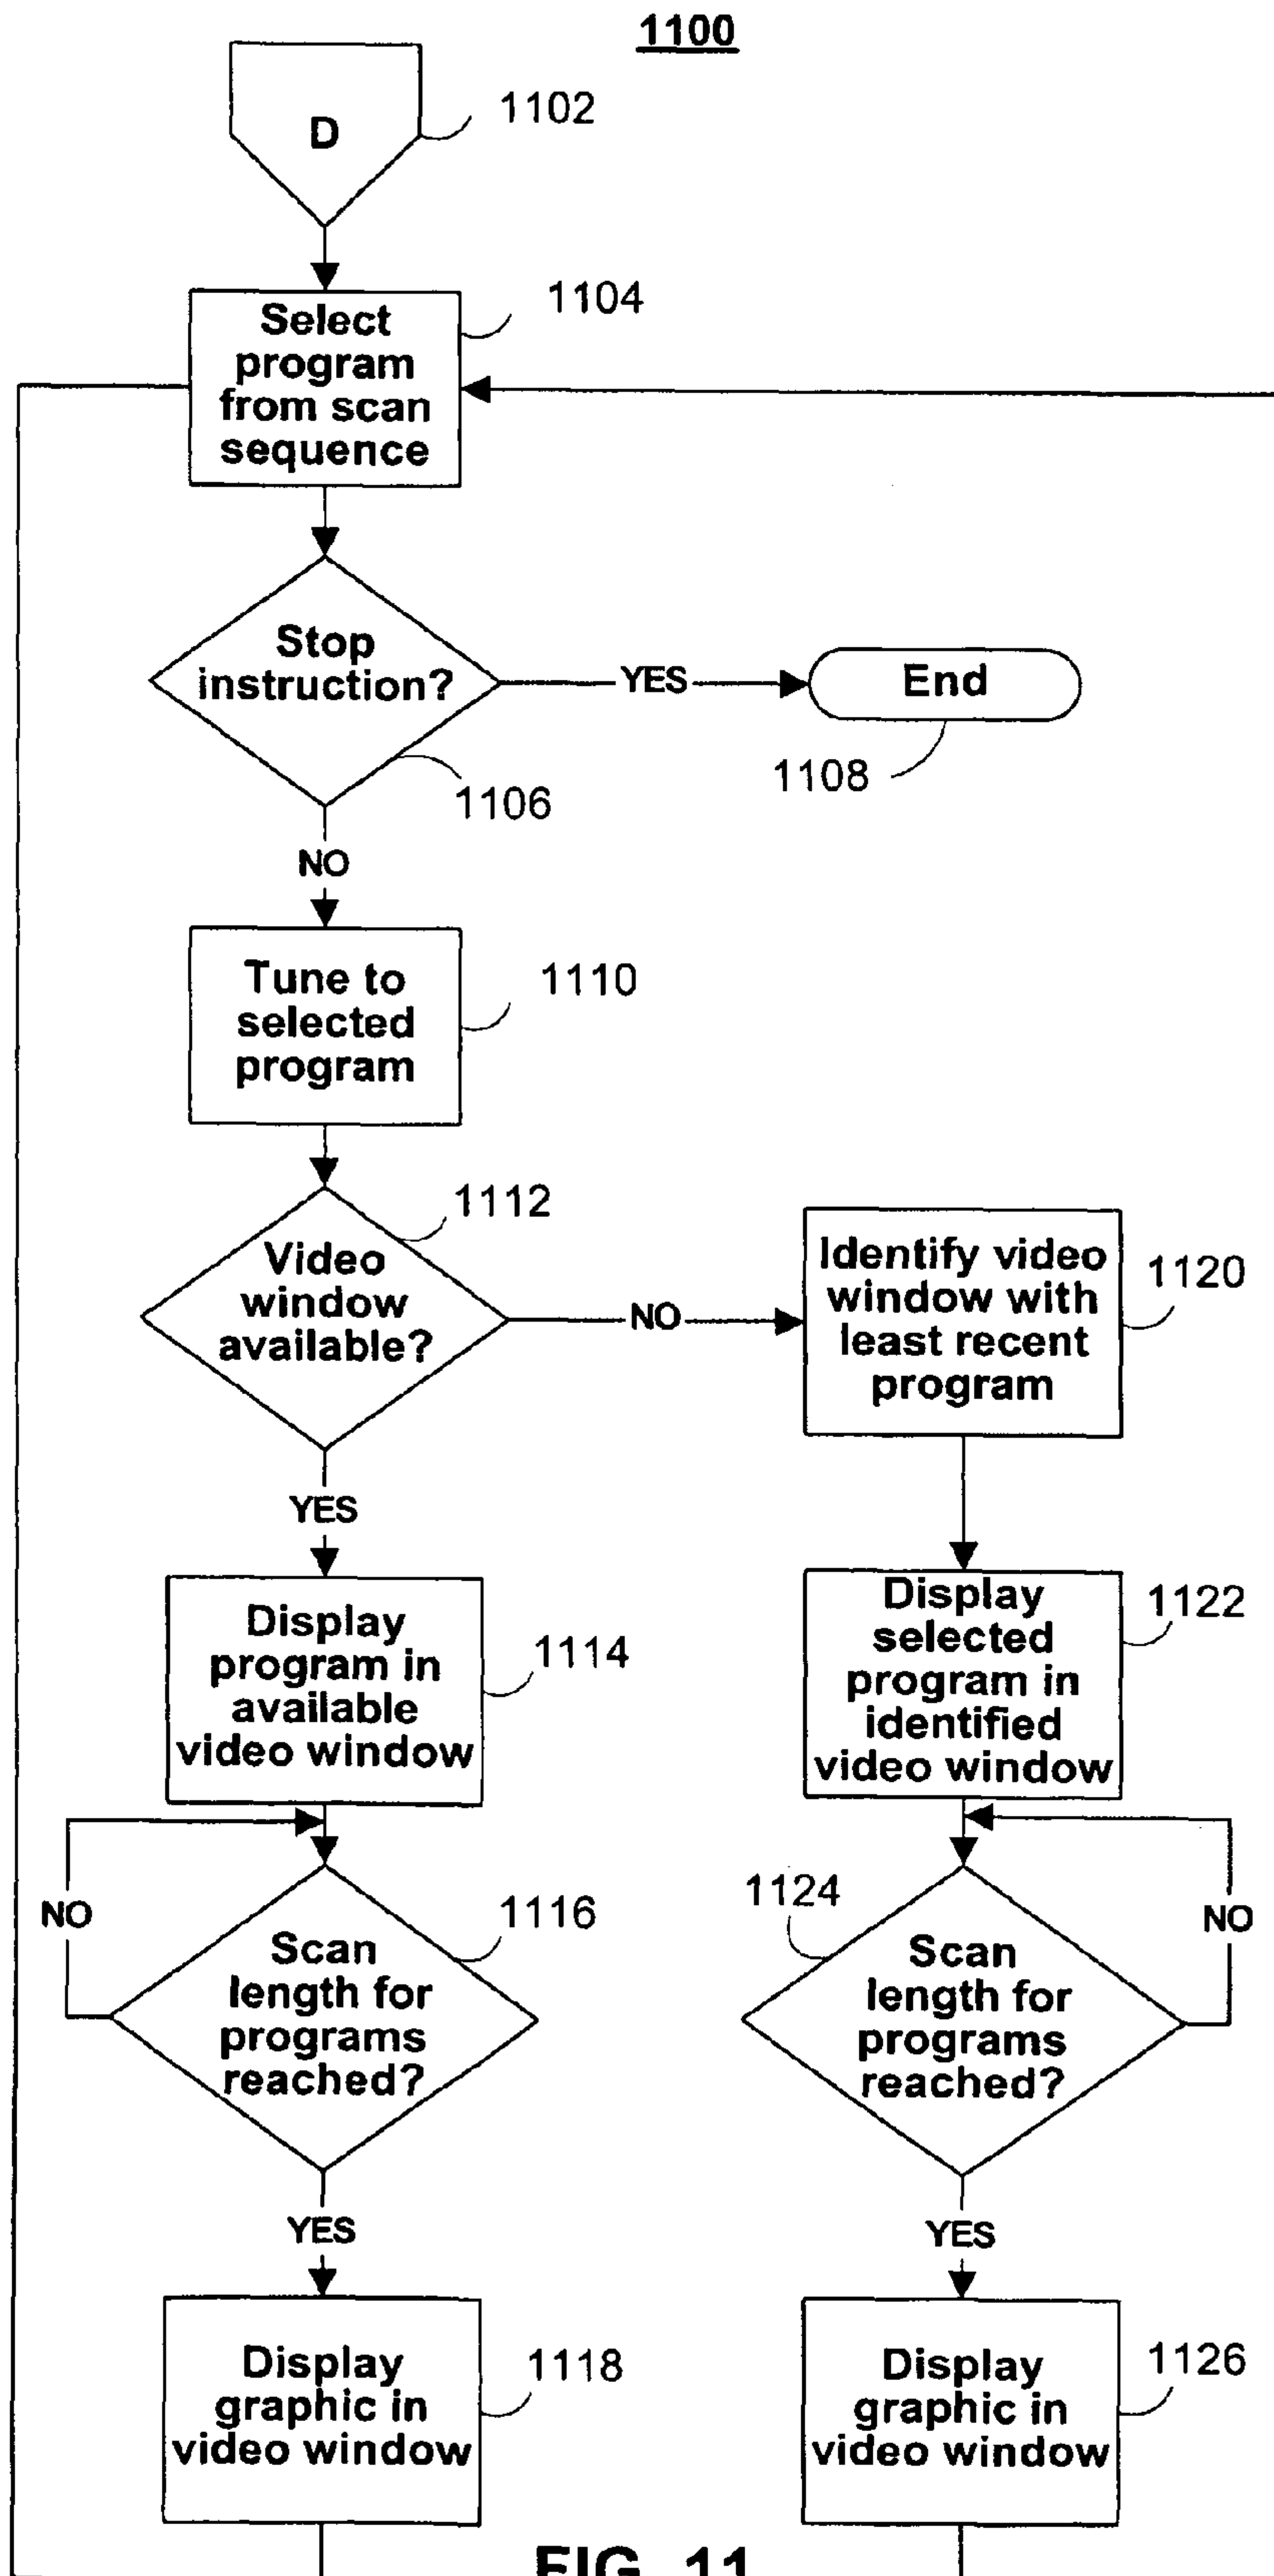 1100
D
1102
Select
program
from scan
sequence
1104
Stop
instruction?
1106
YES
End
1108
NO
Tune to
selected
program
1110
Video
window
available?
1112
NO
Identify video
window with
least recent
program
1120
YES
Display
program in
available
video window
1114
Display
selected
program in
identified
video window
1122
NO
Scan
length for
programs
reached?
1116
1124
Scan
length for
programs
reached?
NO
YES
YES
Display
graphic in
video window
1118
Display
graphic in
video window
1126
FIG. 11